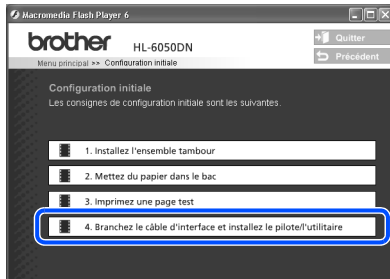 Macromedia Flash Player 6
brother HL-6050DN
Quitter
Précédent
Menu principal >> Configuration initiale
Configuration initiale
Les consignes de configuration initiale sont les suivantes.
1. Installez l'ensemble tambour
2. Mettez du papier dans le bac
3. Imprimez une page test
4. Branchez le câble d'interface et installez le pilote/l'utilitaire